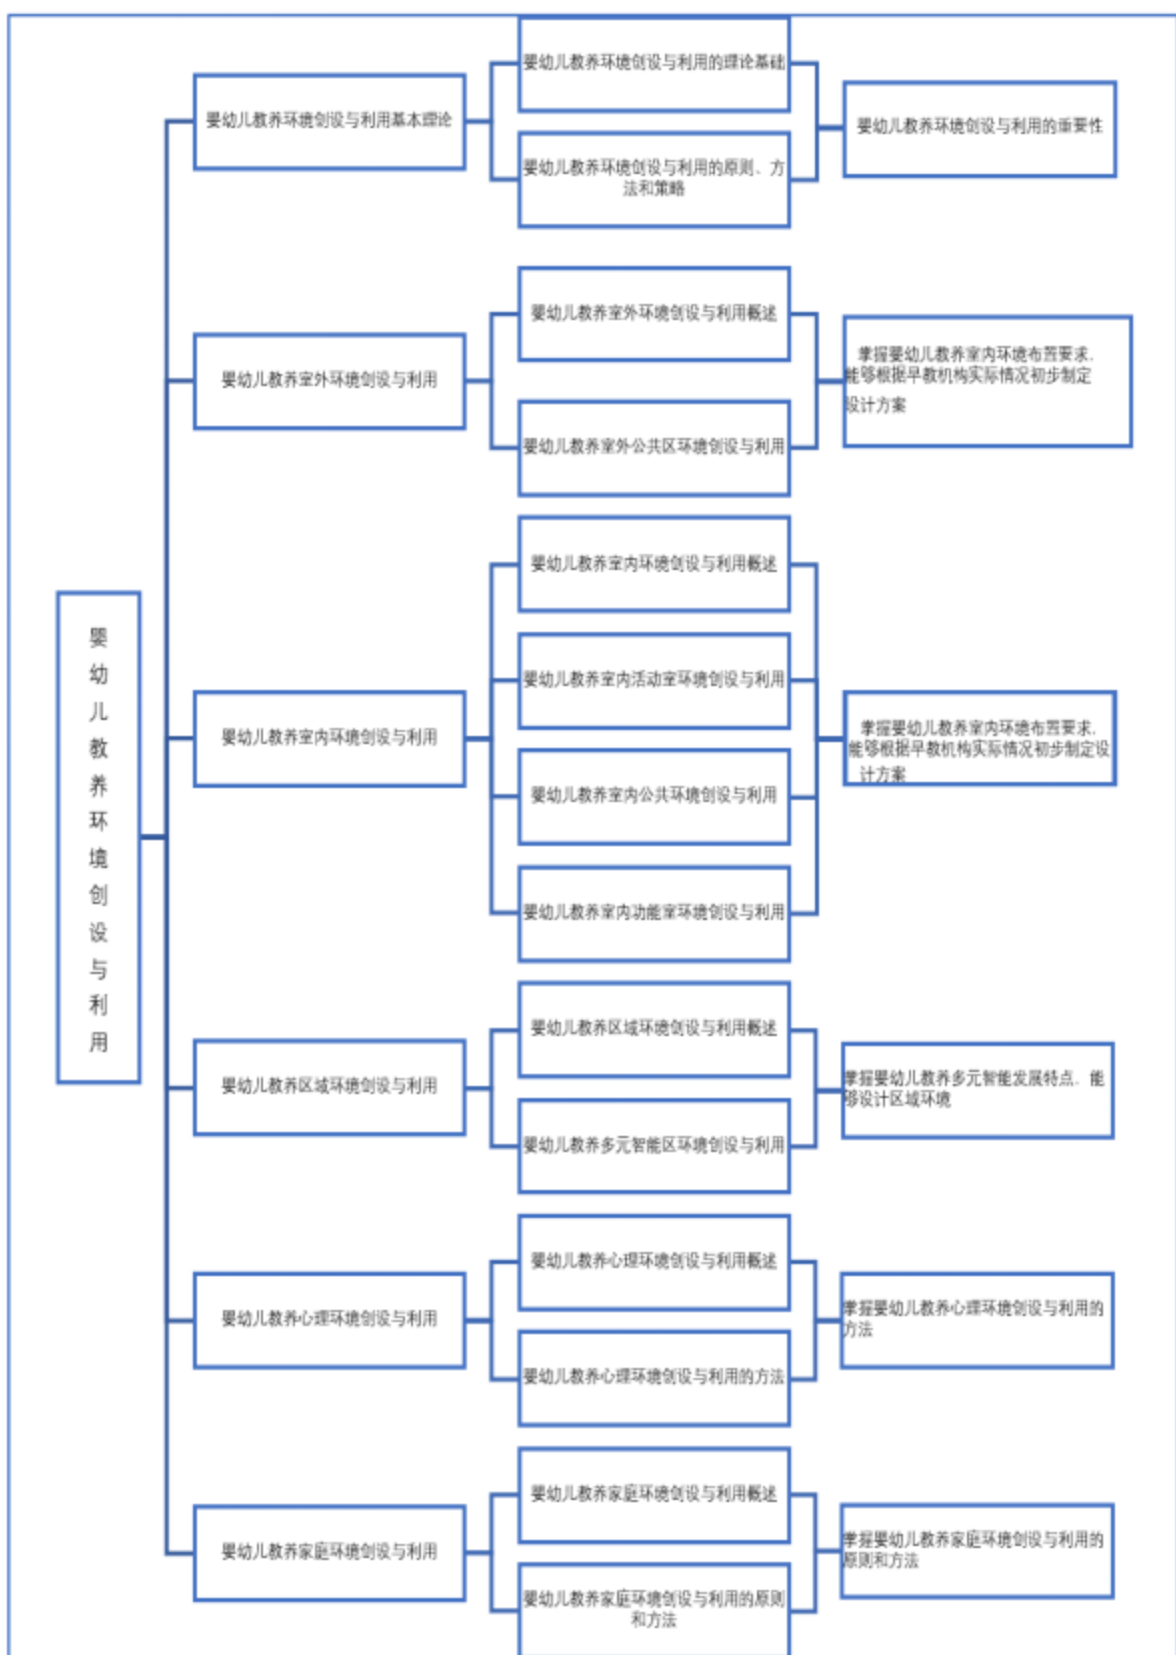 婴
幼
儿
教
养
环
境
创
设
与
利
用
婴幼儿教养环境创设与利用基本理论
婴幼儿教养环境创设与利用的理论基础
婴幼儿教养环境创设与利用的原则、方
法和策略
婴幼儿教养环境创设与利用的重要性
婴幼儿教养室外环境创设与利用
婴幼儿教养室外环境创设与利用概述
婴幼儿教养室外公共区环境创设与利用
掌握婴幼儿教养室内环境布置要求，
能够根据早教机构实际情况初步制定
设计方案
婴幼儿教养室内环境创设与利用
婴幼儿教养室内环境创设与利用概述
婴幼儿教养室内活动室环境创设与利用
婴幼儿教养室内公共环境创设与利用
婴幼儿教养室内功能室环境创设与利用
掌握婴幼儿教养室内环境布置要求，
能够根据早教机构实际情况初步制定设
计方案
婴幼儿教养区域环境创设与利用
婴幼儿教养区域环境创设与利用概述
婴幼儿教养多元智能区环境创设与利用
掌握婴幼儿教养多元智能发展特点，能
够设计区域环境
婴幼儿教养心理环境创设与利用
婴幼儿教养心理环境创设与利用概述
婴幼儿教养心理环境创设与利用的方法
掌握婴幼儿教养心理环境创设与利用的
方法
婴幼儿教养家庭环境创设与利用
婴幼儿教养家庭环境创设与利用概述
婴幼儿教养家庭环境创设与利用的原则
和方法
掌握婴幼儿教养家庭环境创设与利用的
原则和方法